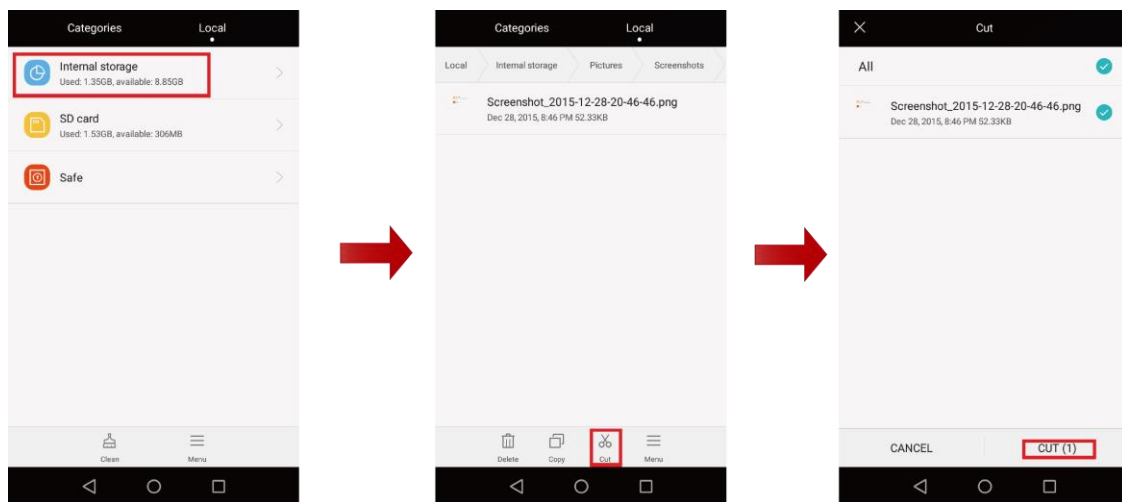 Categories Local
Internal storage
Used: 1.35GB, available: 8.85GB
SD card
Used: 1.53GB, available: 306MB
Safe
Clean Menu
Categories Local
Local Internal storage Pictures Screenshots
Screenshot_2015-12-28-20-46-46.png
Dec 28, 2015, 8:46 PM 52.33KB
Delete Copy Cut Menu
Cut
All
Screenshot_2015-12-28-20-46-46.png
Dec 28, 2015, 8:46 PM 52.33KB
CANCEL CUT (1)